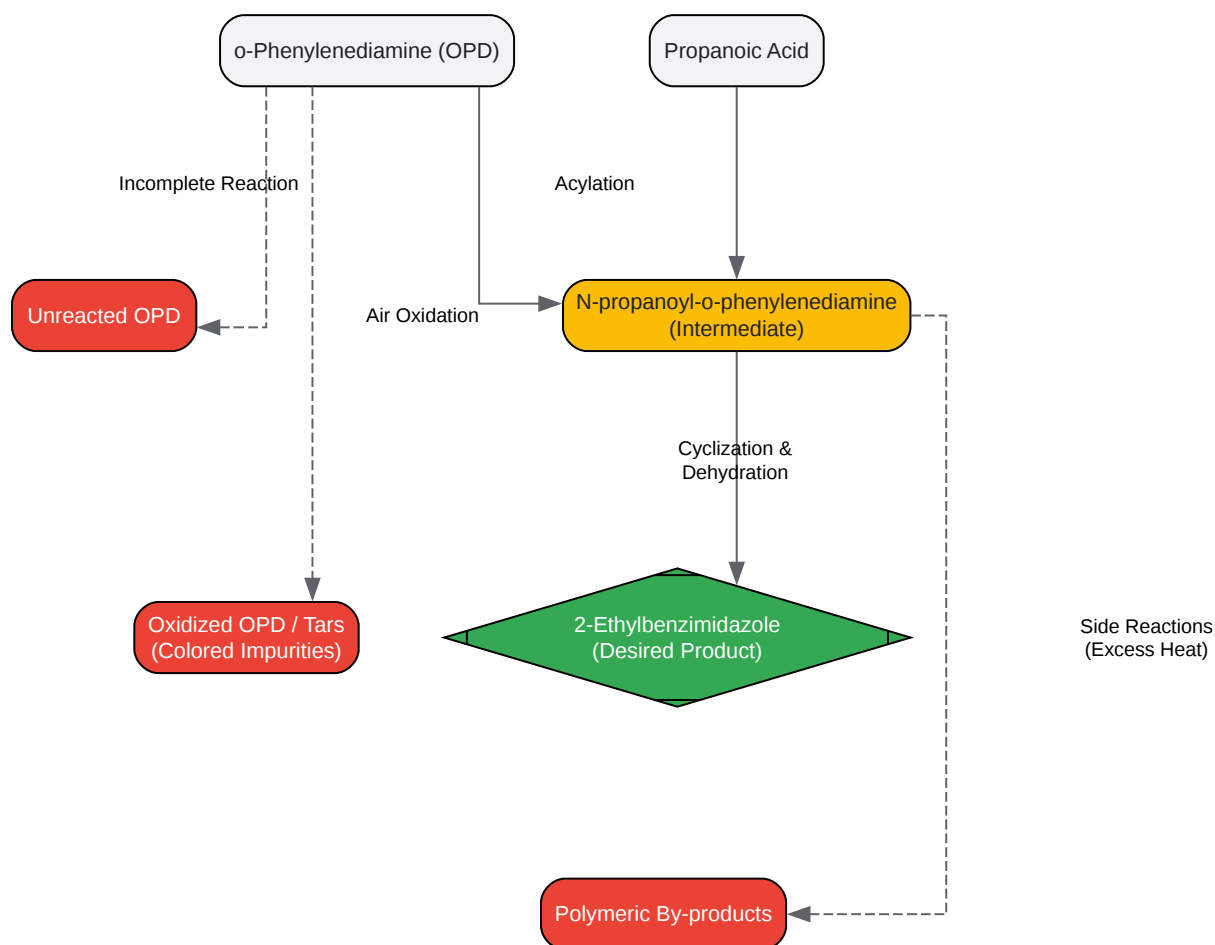 o-Phenylenediamine (OPD)
Propanoic Acid
Incomplete Reaction
Acylation
Unreacted OPD
Air Oxidation
N-propanoyl-o-phenylenediamine
(Intermediate)
Cyclization &
Dehydration
Oxidized OPD / Tars
(Colored Impurities)
2-Ethylbenzimidazole
(Desired Product)
Side Reactions
(Excess Heat)
Polymeric By-products